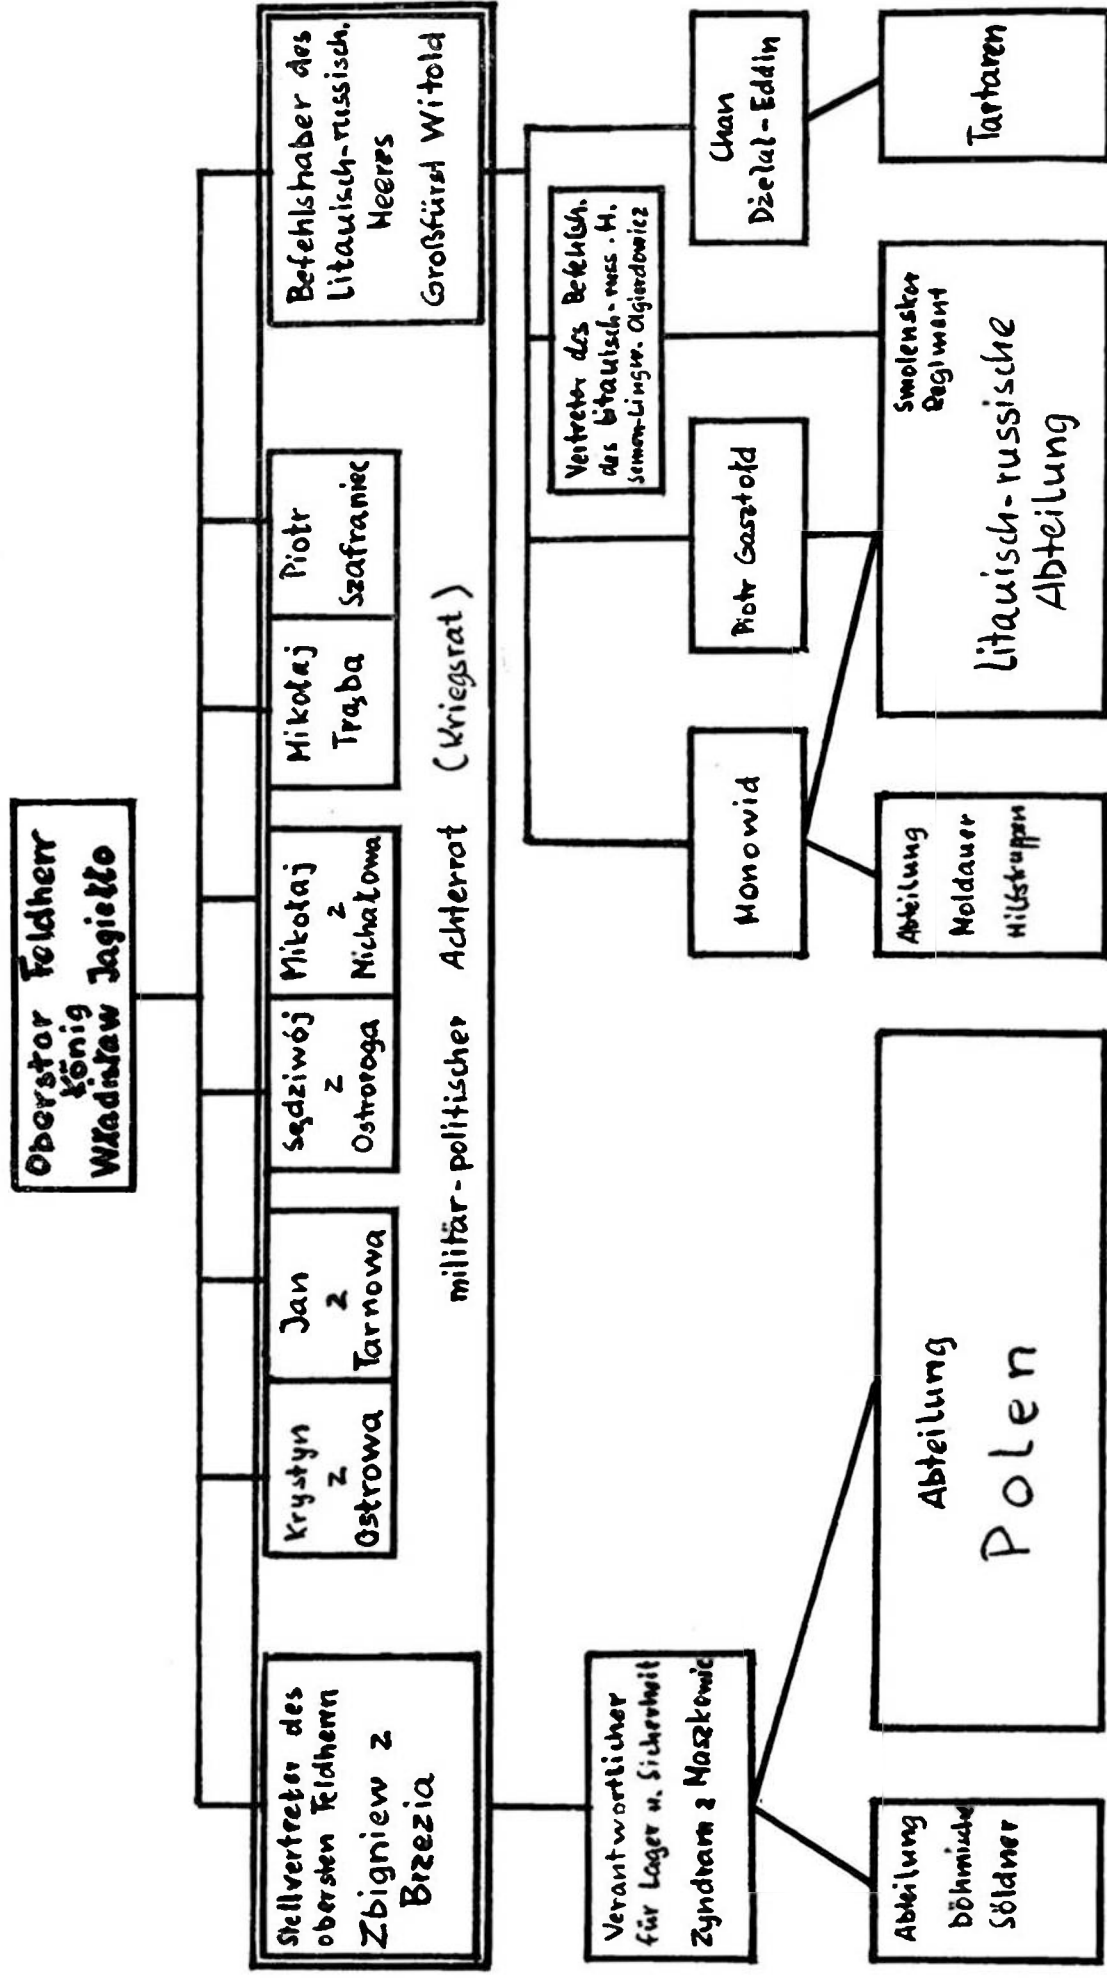 Oberster Feldherr
König
Władisław Jagiełło
Stellvertreter des
obersten Feldherrn
Zbigniew z
Brzezia
Krystyn
z
Ostrowa
Jan
z
Tarnowa
Sędziwój
z
Ostroroga
Mikołaj
z
Michałowa
Mikołaj
Trąba
Piotr
Szafraniec
Befehlshaber des
Litauisch-russisch.
Heeres
Großfürst Witold
militär-politischer Achterrat (Kriegsrat)
Verantwortlicher
für Lager u. Sicherheit
Zyndram z Maszkowic
Vertreter des Befehlsh.
des Litauisch-russ. H.
Semen-Lingw. Olgierdowicz
Monowid
Piotr Gasztołd
Chan
Dżelal-Eddin
Abteilung
böhmische
Söldner
Abteilung
Polen
Abteilung
Moldauer
Hilfstruppen
Smolensker
Regiment
Litauisch-russische
Abteilung
Tartaren